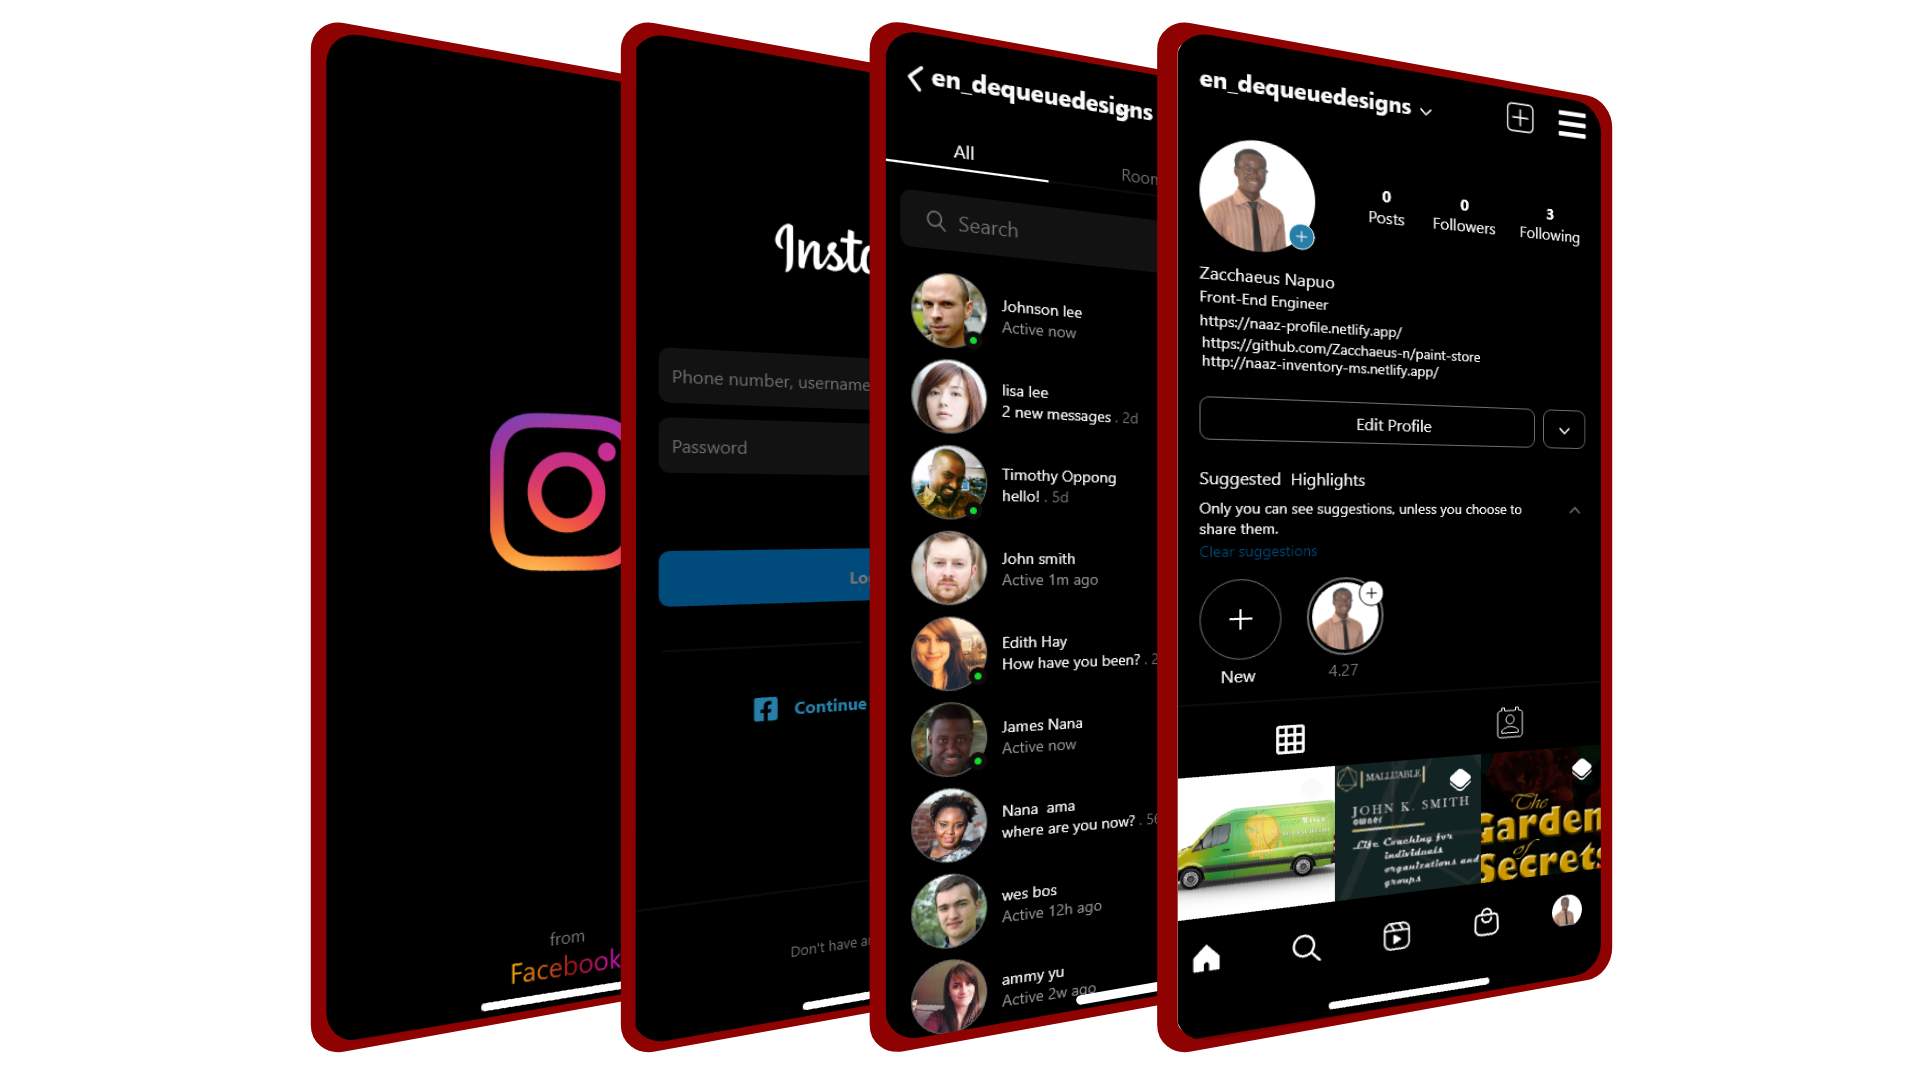 from
Facebook
Insta
Phone number, username
Password
Lo
Continue
Don't have an
en_dequeuedesigns
All
Room
Search
Johnson lee
Active now
lisa lee
2 new messages . 2d
Timothy Oppong
hello! . 5d
John smith
Active 1m ago
Edith Hay
How have you been? . 2
James Nana
Active now
Nana ama
where are you now? . 56
wes bos
Active 12h ago
ammy yu
Active 2w ago
en_dequeuedesigns
0
Posts
0
Followers
3
Following
Zacchaeus Napuo
Front-End Engineer
https://naaz-profile.netlify.app/
https://github.com/Zacchaeus-n/paint-store
http://naaz-inventory-ms.netlify.app/
Edit Profile
Suggested Highlights
Only you can see suggestions, unless you choose to
share them.
Clear suggestions
New
4.27
MALLUABLE
JOHN K. SMITH
owner
Life Coaching for
individuals
organizations and
groups
The
Garden
of
Secrets